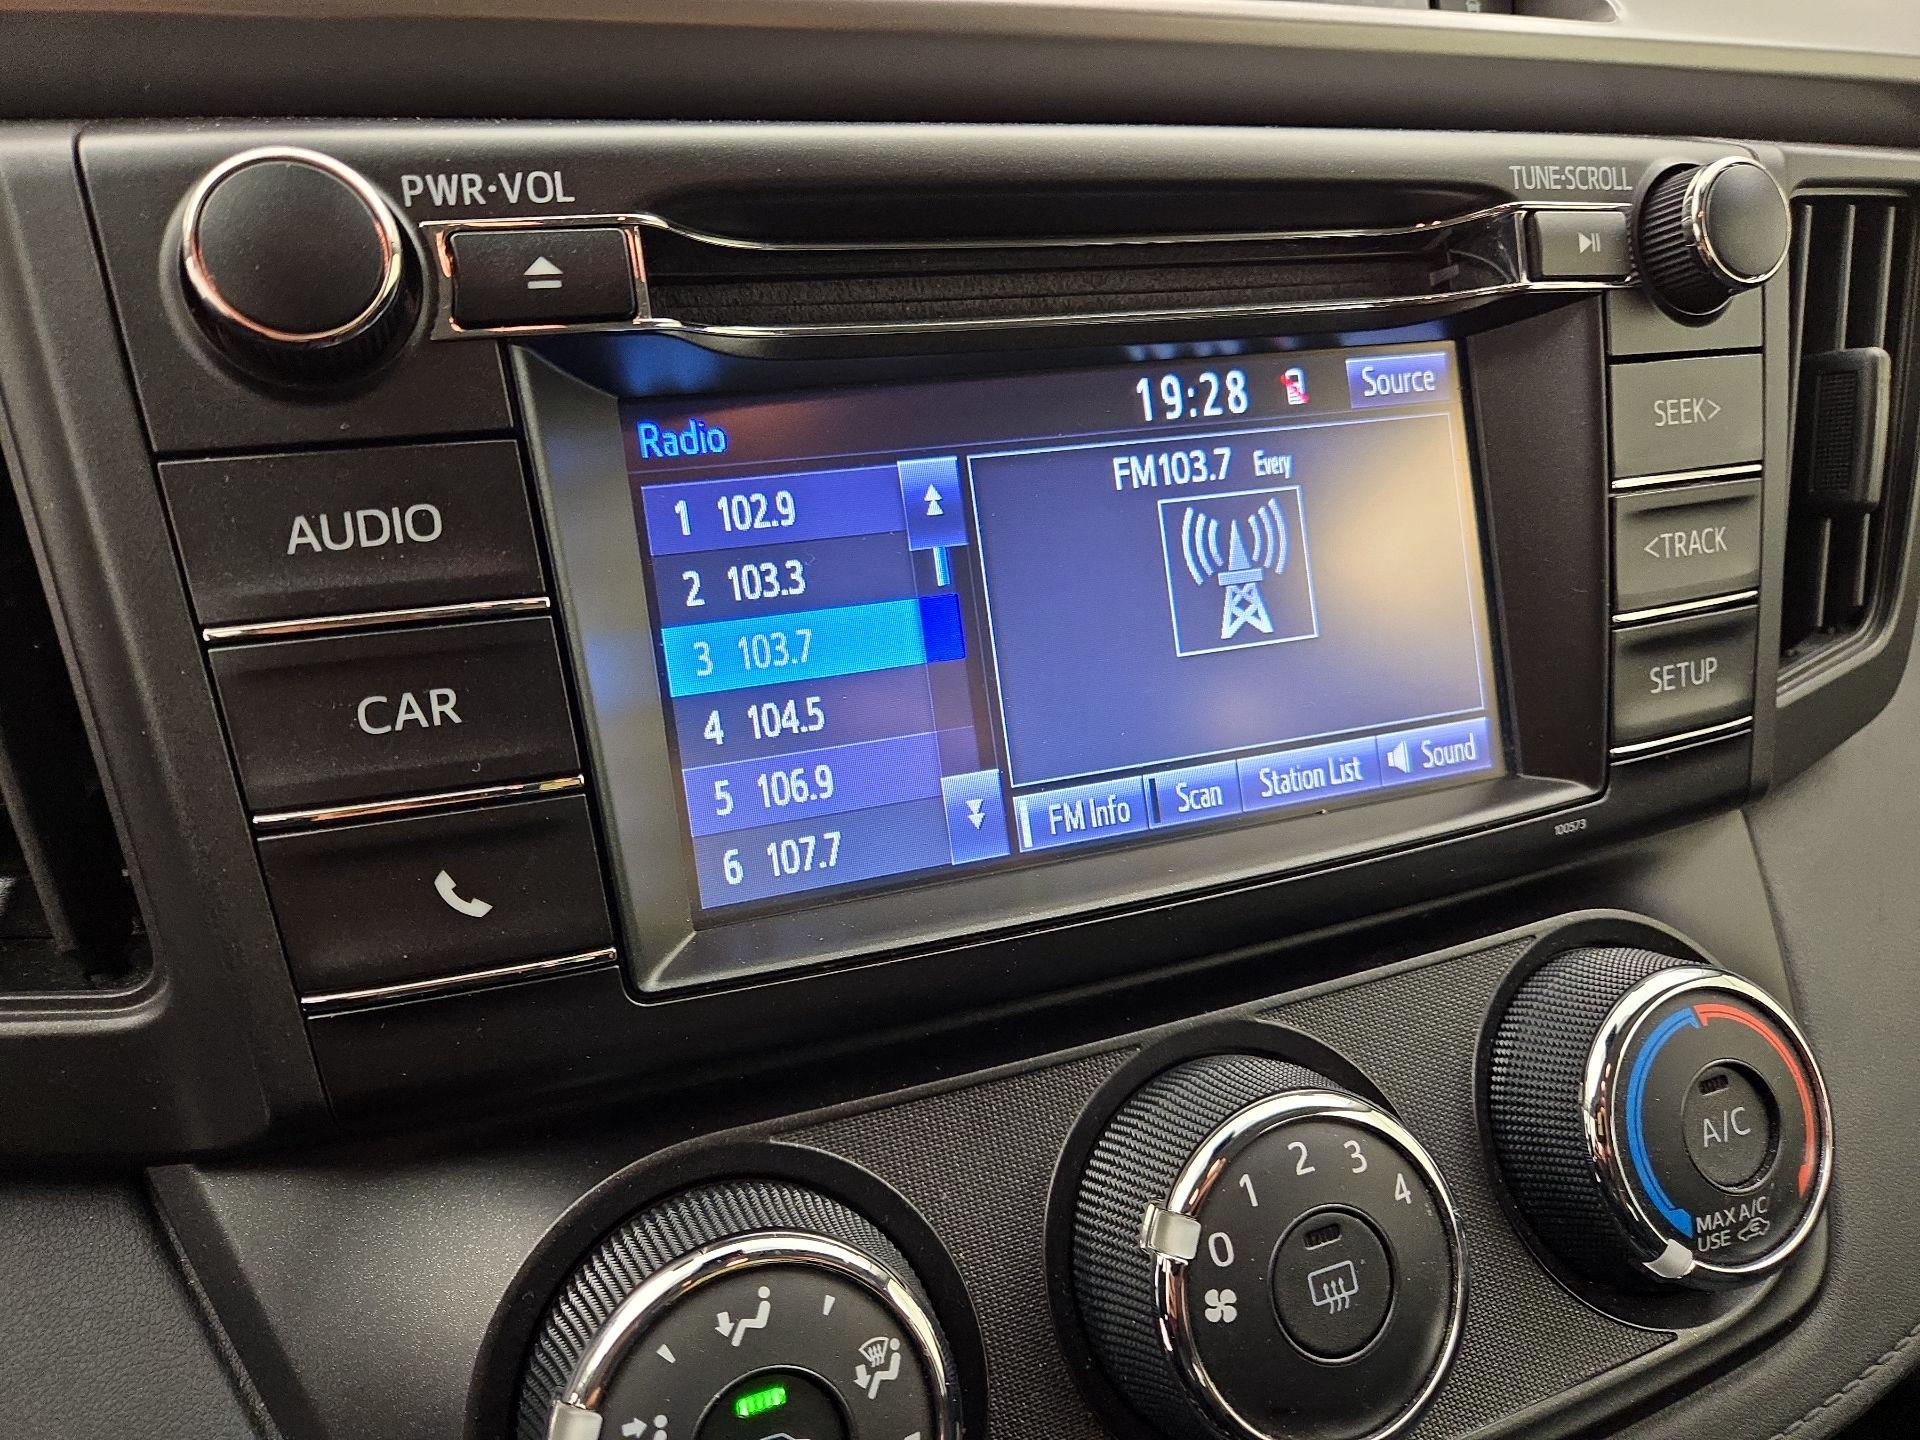 PWR·VOL
TUNE·SCROLL
AUDIO
CAR
19:28
Source
Radio
1 102.9
2 103.3
3 103.7
4 104.5
5 106.9
6 107.7
FM103.7 Every
FM Info
Scan
Station List
Sound
SEEK>
<TRACK
SETUP
100573
0
1
2
3
4
A/C
MAX A/C
USE